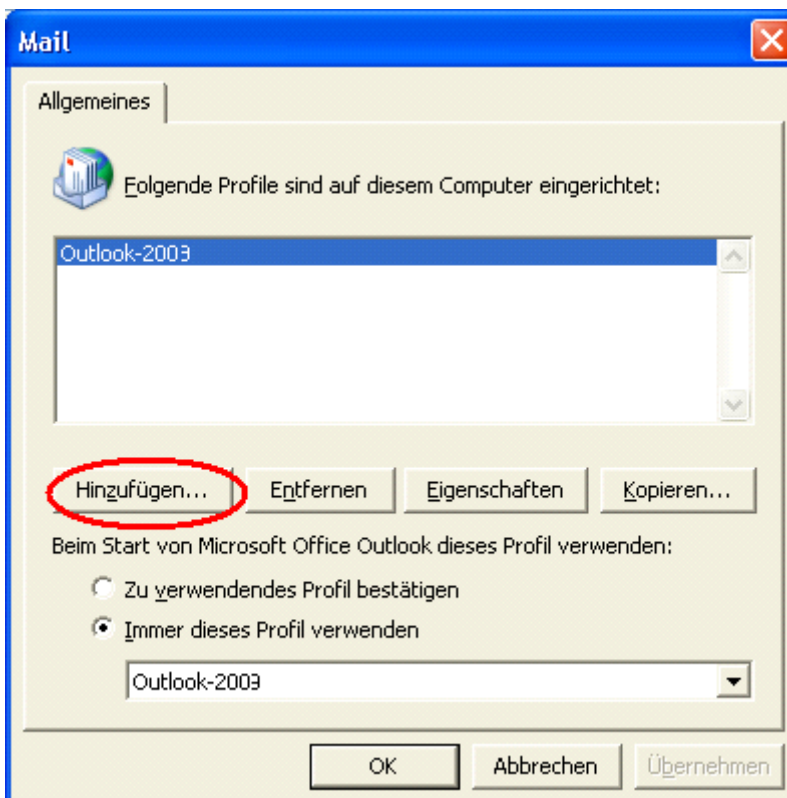 Mail
Allgemeines
Folgende Profile sind auf diesem Computer eingerichtet:
Outlook-2003
Hinzufügen... Entfernen Eigenschaften Kopieren...
Beim Start von Microsoft Office Outlook dieses Profil verwenden:
Zu verwendendes Profil bestätigen
Immer dieses Profil verwenden
Outlook-2003
OK Abbrechen Übernehmen